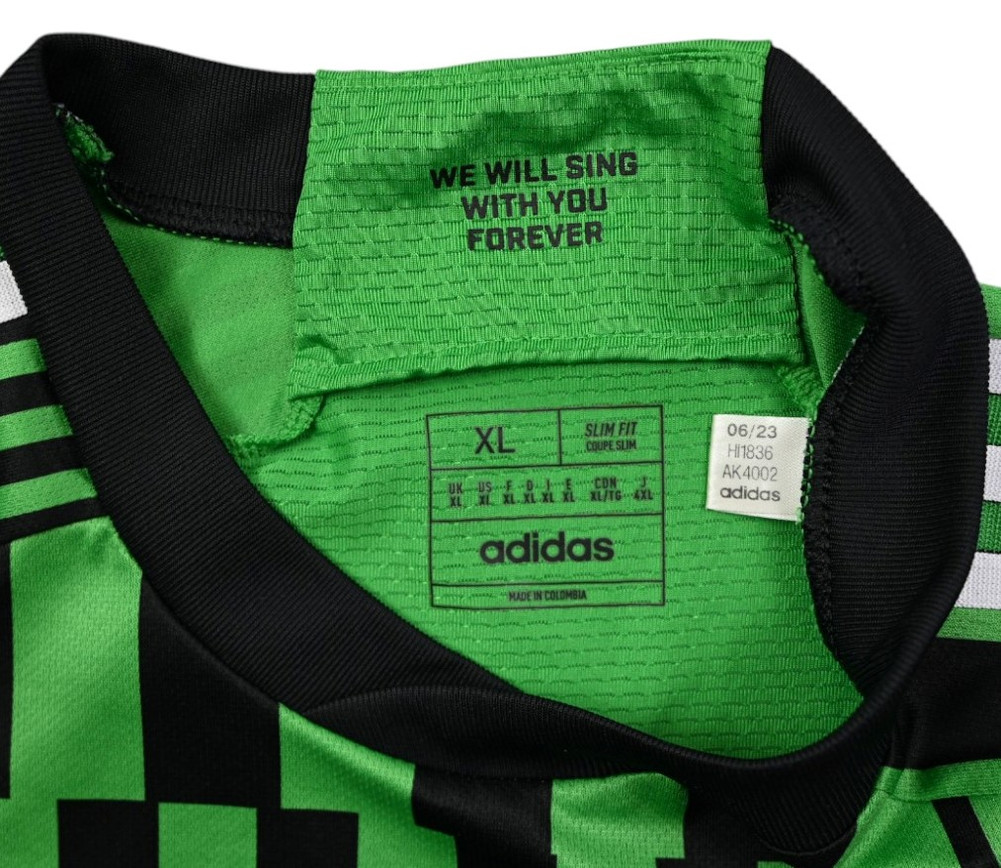 WE WILL SING
WITH YOU
FOREVER
XL
SLIM FIT
COUPE SLIM
UK US F D I E CDN J
XL XL XL XL XL XL XL/TG 4XL
adidas
MADE IN COLOMBIA
06/23
HI1836
AK4002
adidas